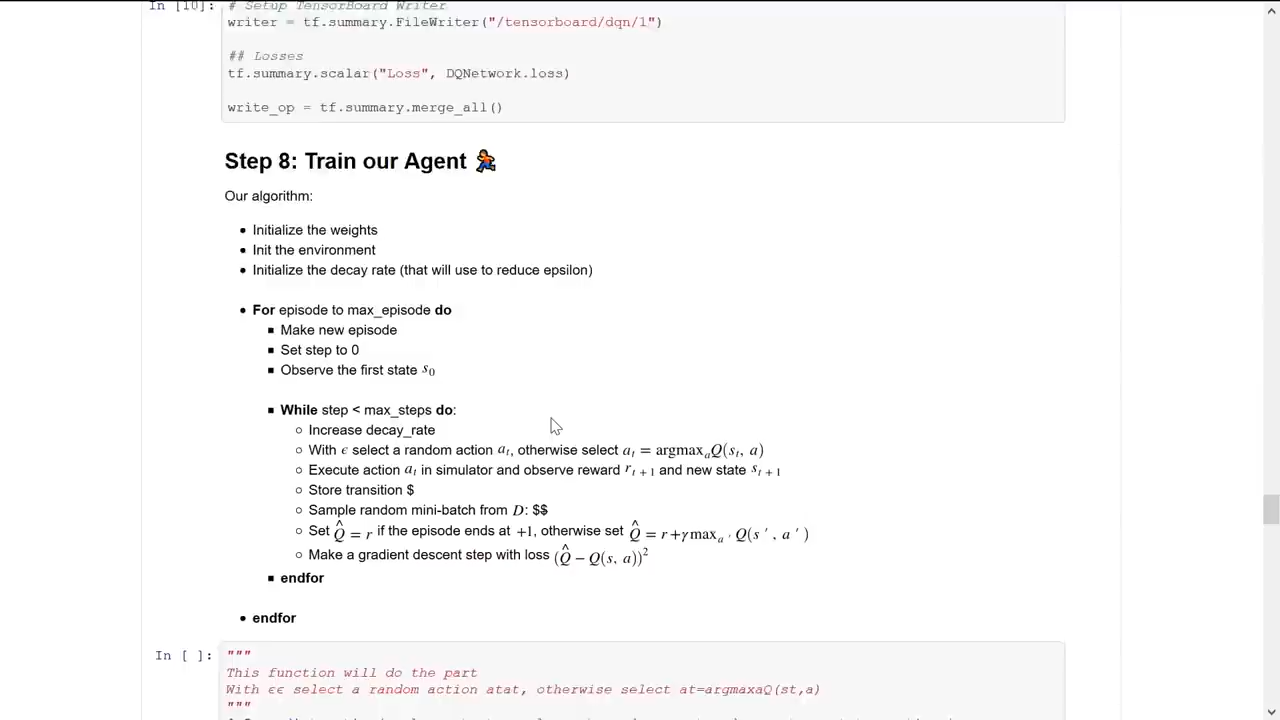 In [10]: # Setup TensorBoard Writer
writer = tf.summary.FileWriter("/tensorboard/dqn/1")
## Losses
tf.summary.scalar("Loss", DQNetwork.loss)
write_op = tf.summary.merge_all()
Step 8: Train our Agent 🏃
Our algorithm:
• Initialize the weights
• Init the environment
• Initialize the decay rate (that will use to reduce epsilon)
• For episode to max_episode do
▪ Make new episode
▪ Set step to 0
▪ Observe the first state s₀
▪ While step < max_steps do:
○ Increase decay_rate
○ With ϵ select a random action aₜ, otherwise select aₜ = argmaxₐQ(sₜ, a)
○ Execute action aₜ in simulator and observe reward rₜ₊₁ and new state sₜ₊₁
○ Store transition $
○ Sample random mini-batch from D: $$
○ Set Q̂ = r if the episode ends at +1, otherwise set Q̂ = r+γmaxₐ′ Q(s′, a′)
○ Make a gradient descent step with loss (Q̂ − Q(s, a))²
▪ endfor
• endfor
In [ ]: """
This function will do the part
With ϵϵ select a random action atat, otherwise select at=argmaxaQ(st,a)
"""